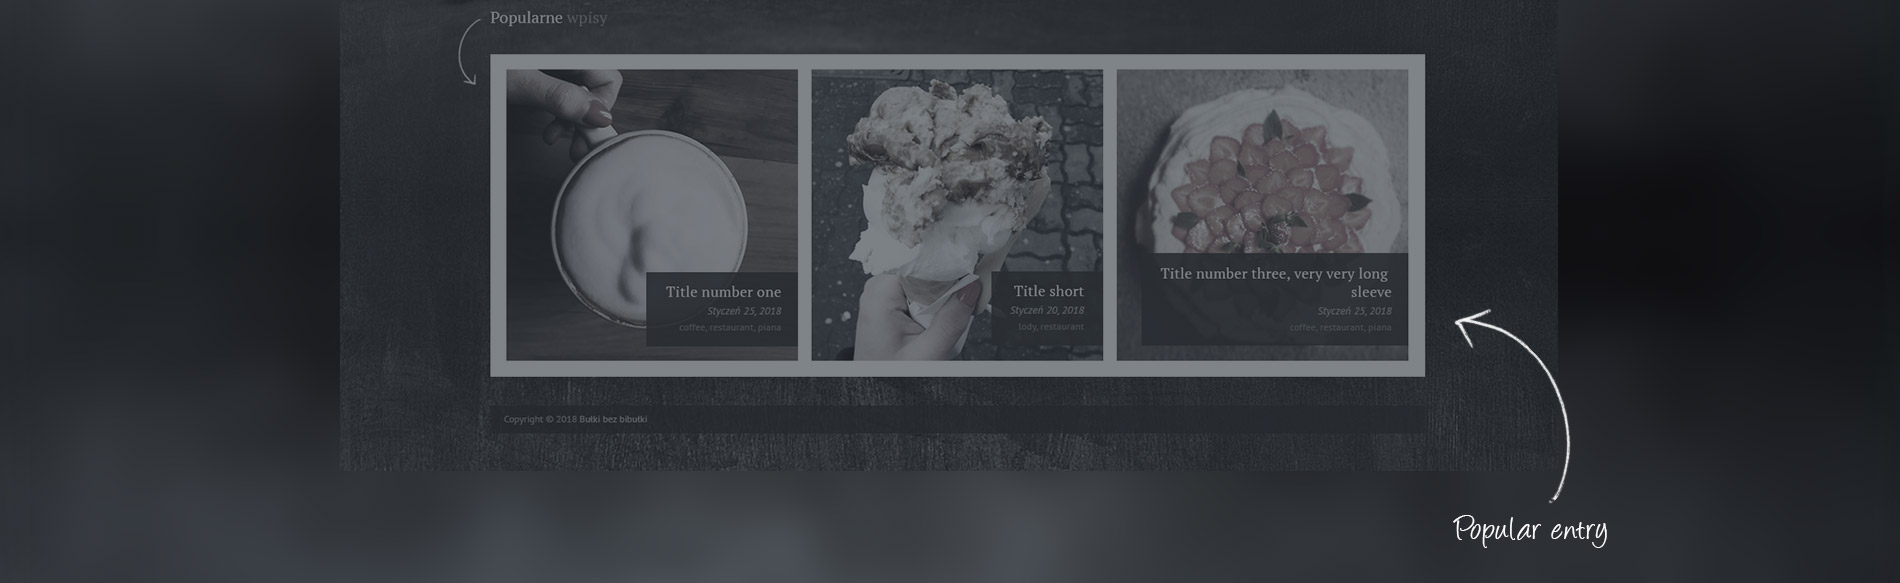 Popularne wpisy
Title number one
Styczeń 25, 2018
coffee, restaurant, piana
Title short
Styczeń 20, 2018
lody, restaurant
Title number three, very very long
sleeve
Styczeń 25, 2018
coffee, restaurant, piana
Copyright © 2018 Bułki bez bibułki
Popular entry